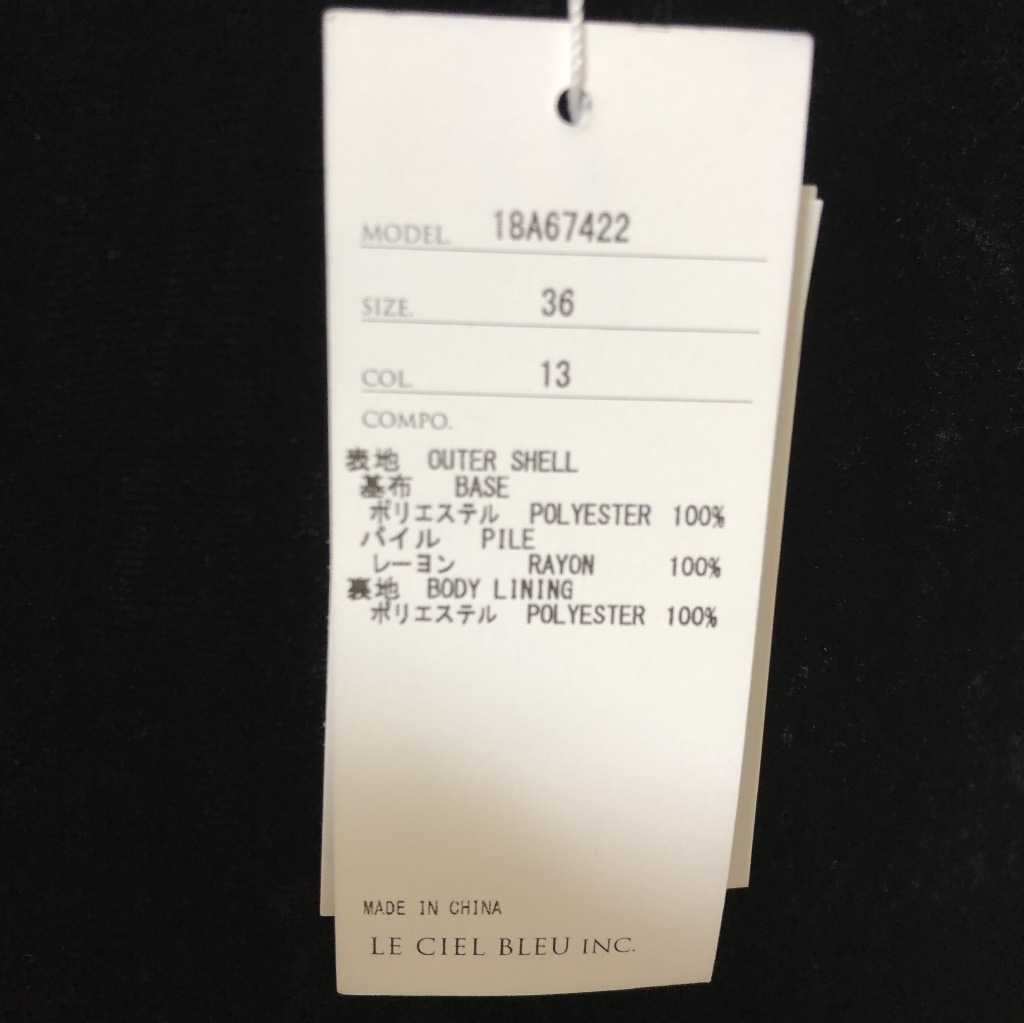 MODEL. 18A67422
SIZE. 36
COL. 13
COMPO.
表地 OUTER SHELL
基布 BASE
ポリエステル POLYESTER 100%
パイル PILE
レーヨン RAYON 100%
裏地 BODY LINING
ポリエステル POLYESTER 100%
MADE IN CHINA
LE CIEL BLEU INC.